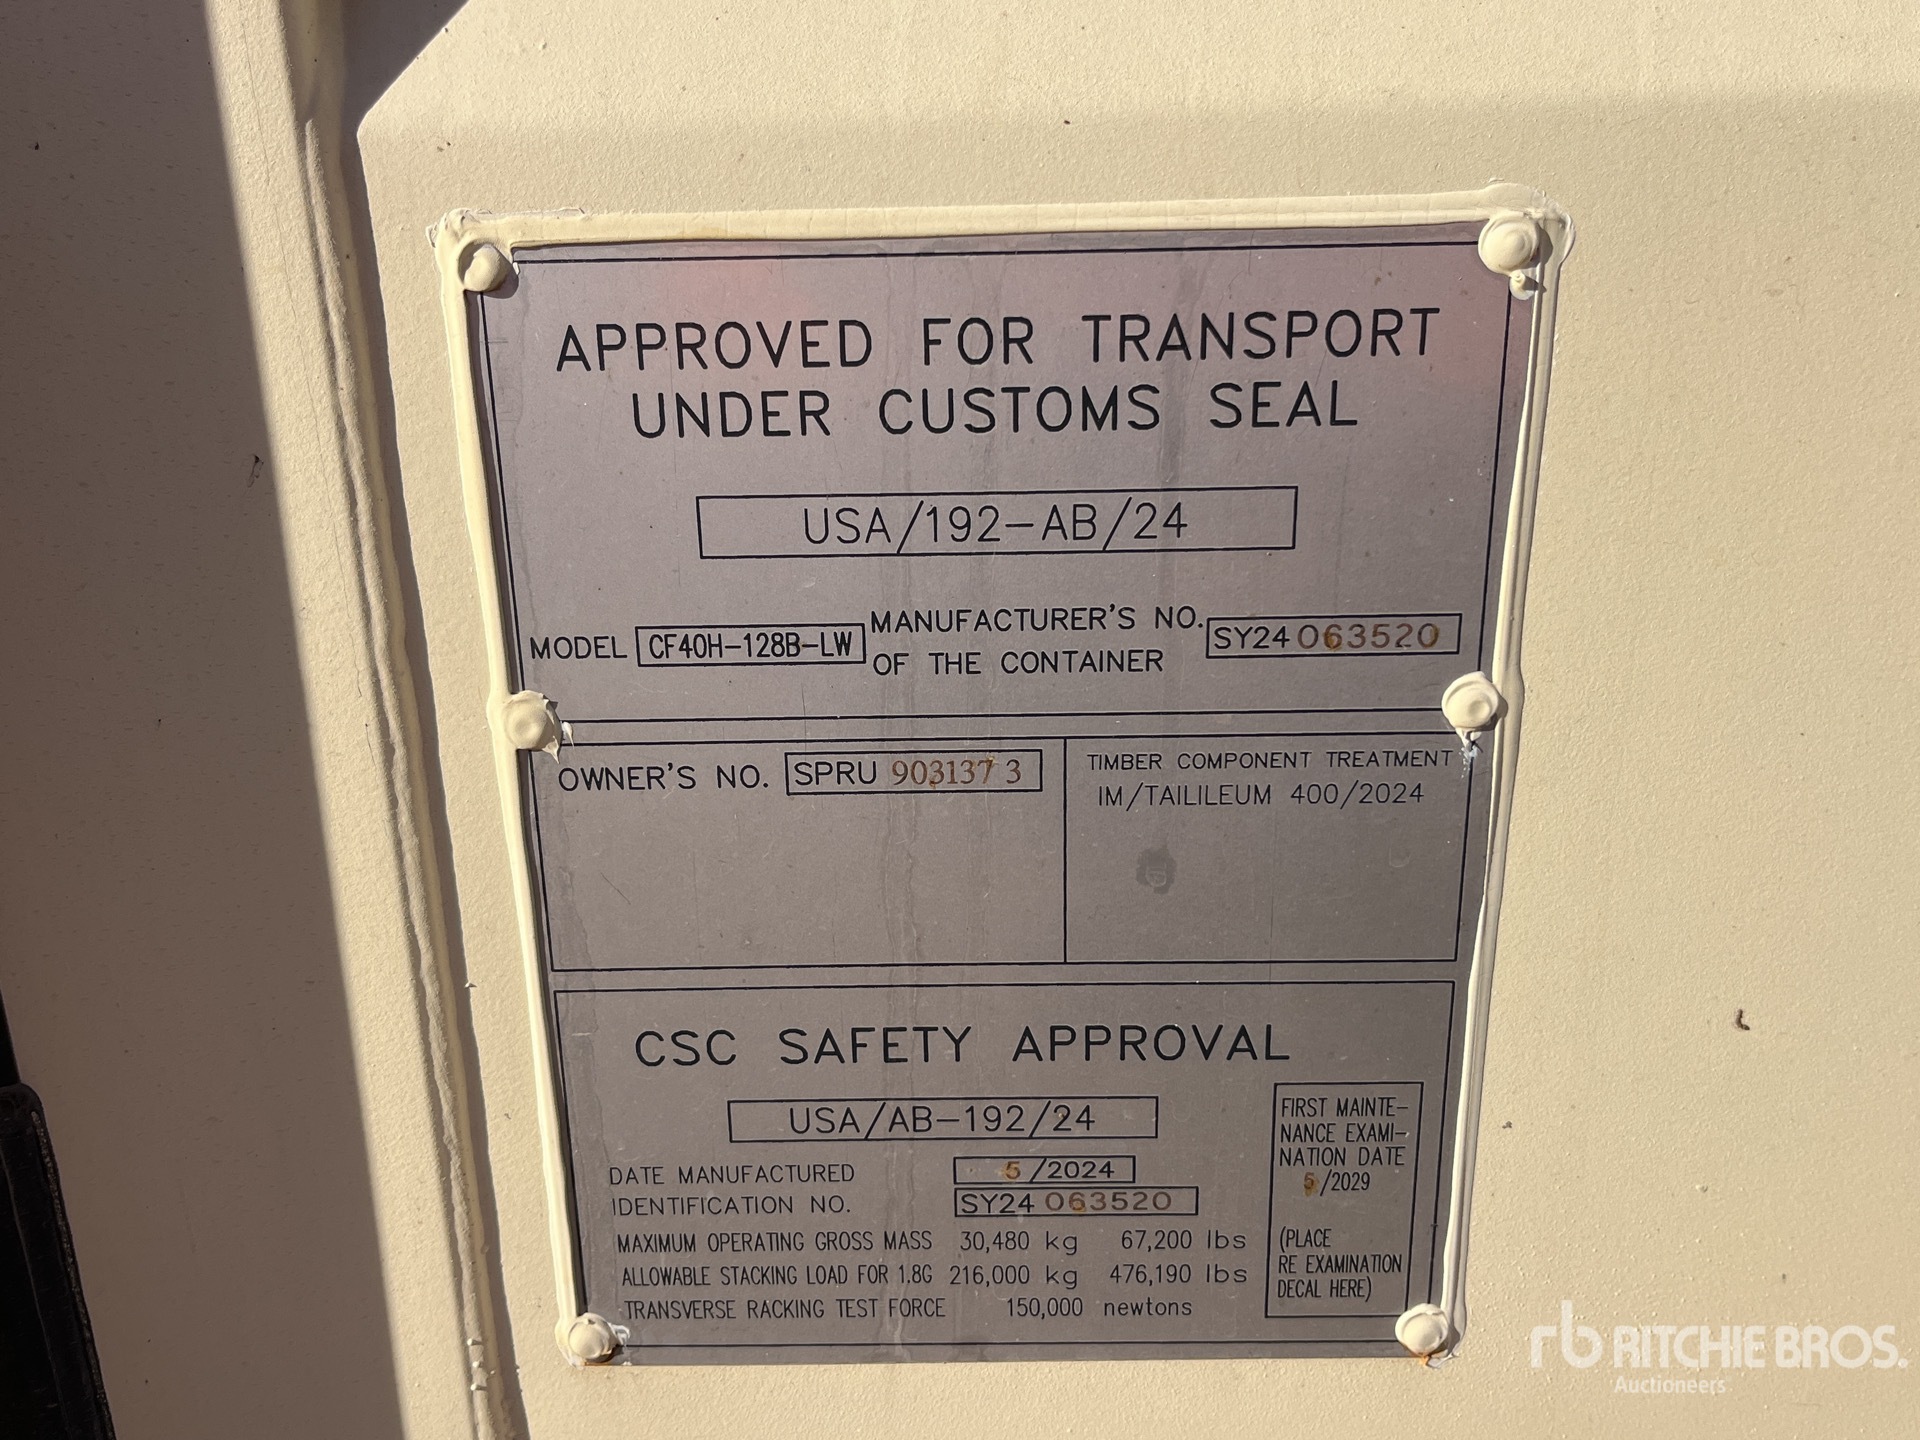 APPROVED FOR TRANSPORT
UNDER CUSTOMS SEAL
USA/192-AB/24
MODEL CF40H-128B-LW MANUFACTURER'S NO. OF THE CONTAINER SY24 063520
OWNER'S NO. SPRU 903137 3
TIMBER COMPONENT TREATMENT
IM/TAILILEUM 400/2024
CSC SAFETY APPROVAL
USA/AB-192/24
DATE MANUFACTURED 5/2024
IDENTIFICATION NO. SY24 063520
MAXIMUM OPERATING GROSS MASS 30,480 kg 67,200 lbs
ALLOWABLE STACKING LOAD FOR 1.8G 216,000 kg 476,190 lbs
TRANSVERSE RACKING TEST FORCE 150,000 newtons
FIRST MAINTE-
NANCE EXAMI-
NATION DATE
5/2029
(PLACE
RE EXAMINATION
DECAL HERE)
rb RITCHIE BROS.
Auctioneers